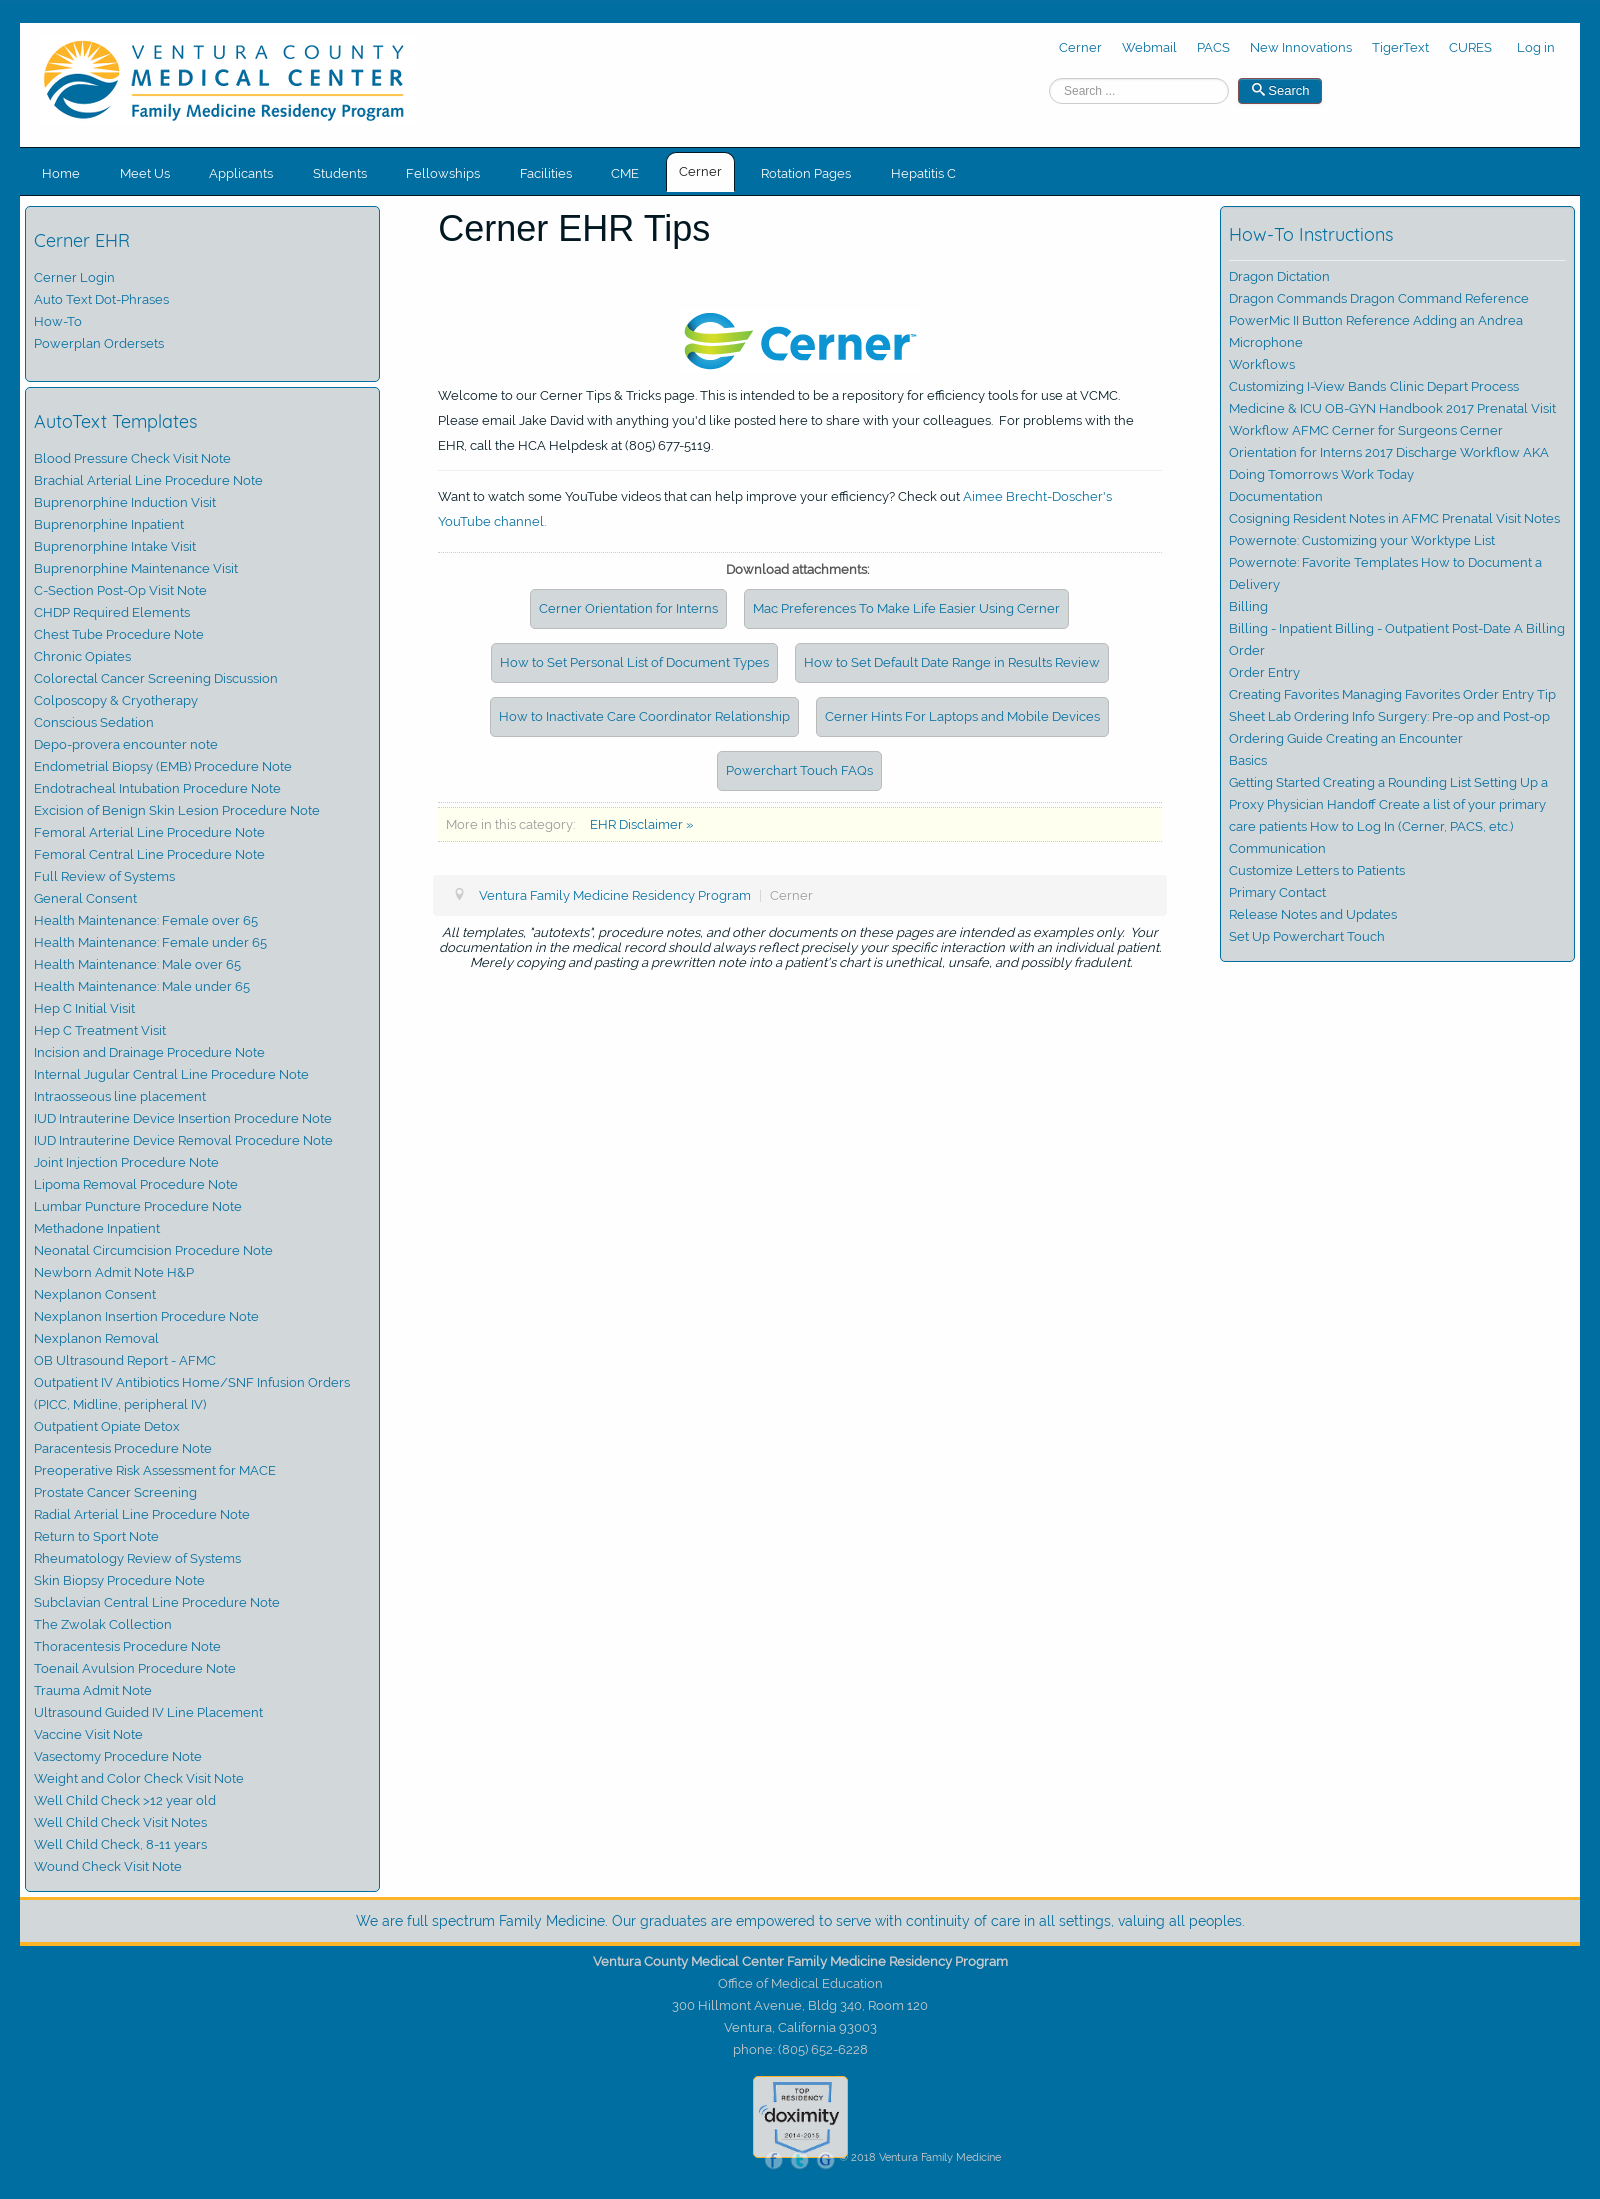 VENTURA COUNTY
MEDICAL CENTER
Family Medicine Residency Program
Cerner Webmail PACS New Innovations TigerText CURES Log in
Search ... Search
Home Meet Us Applicants Students Fellowships Facilities CME Cerner Rotation Pages Hepatitis C
Cerner EHR
Cerner Login
Auto Text Dot-Phrases
How-To
Powerplan Ordersets
AutoText Templates
Blood Pressure Check Visit Note
Brachial Arterial Line Procedure Note
Buprenorphine Induction Visit
Buprenorphine Inpatient
Buprenorphine Intake Visit
Buprenorphine Maintenance Visit
C-Section Post-Op Visit Note
CHDP Required Elements
Chest Tube Procedure Note
Chronic Opiates
Colorectal Cancer Screening Discussion
Colposcopy & Cryotherapy
Conscious Sedation
Depo-provera encounter note
Endometrial Biopsy (EMB) Procedure Note
Endotracheal Intubation Procedure Note
Excision of Benign Skin Lesion Procedure Note
Femoral Arterial Line Procedure Note
Femoral Central Line Procedure Note
Full Review of Systems
General Consent
Health Maintenance: Female over 65
Health Maintenance: Female under 65
Health Maintenance: Male over 65
Health Maintenance: Male under 65
Hep C Initial Visit
Hep C Treatment Visit
Incision and Drainage Procedure Note
Internal Jugular Central Line Procedure Note
Intraosseous line placement
IUD Intrauterine Device Insertion Procedure Note
IUD Intrauterine Device Removal Procedure Note
Joint Injection Procedure Note
Lipoma Removal Procedure Note
Lumbar Puncture Procedure Note
Methadone Inpatient
Neonatal Circumcision Procedure Note
Newborn Admit Note H&P
Nexplanon Consent
Nexplanon Insertion Procedure Note
Nexplanon Removal
OB Ultrasound Report - AFMC
Outpatient IV Antibiotics Home/SNF Infusion Orders
(PICC, Midline, peripheral IV)
Outpatient Opiate Detox
Paracentesis Procedure Note
Preoperative Risk Assessment for MACE
Prostate Cancer Screening
Radial Arterial Line Procedure Note
Return to Sport Note
Rheumatology Review of Systems
Skin Biopsy Procedure Note
Subclavian Central Line Procedure Note
The Zwolak Collection
Thoracentesis Procedure Note
Toenail Avulsion Procedure Note
Trauma Admit Note
Ultrasound Guided IV Line Placement
Vaccine Visit Note
Vasectomy Procedure Note
Weight and Color Check Visit Note
Well Child Check >12 year old
Well Child Check Visit Notes
Well Child Check, 8-11 years
Wound Check Visit Note
Cerner EHR Tips
Cerner™
Welcome to our Cerner Tips & Tricks page. This is intended to be a repository for efficiency tools for use at VCMC.
Please email Jake David with anything you'd like posted here to share with your colleagues. For problems with the
EHR, call the HCA Helpdesk at (805) 677-5119.
Want to watch some YouTube videos that can help improve your efficiency? Check out Aimee Brecht-Doscher's
YouTube channel.
Download attachments:
Cerner Orientation for Interns Mac Preferences To Make Life Easier Using Cerner
How to Set Personal List of Document Types How to Set Default Date Range in Results Review
How to Inactivate Care Coordinator Relationship Cerner Hints For Laptops and Mobile Devices
Powerchart Touch FAQs
More in this category: EHR Disclaimer »
Ventura Family Medicine Residency Program | Cerner
All templates, "autotexts", procedure notes, and other documents on these pages are intended as examples only. Your
documentation in the medical record should always reflect precisely your specific interaction with an individual patient.
Merely copying and pasting a prewritten note into a patient's chart is unethical, unsafe, and possibly fraudulent.
How-To Instructions
Dragon Dictation
Dragon Commands Dragon Command Reference
PowerMic II Button Reference Adding an Andrea
Microphone
Workflows
Customizing I-View Bands Clinic Depart Process
Medicine & ICU OB-GYN Handbook 2017 Prenatal Visit
Workflow AFMC Cerner for Surgeons Cerner
Orientation for Interns 2017 Discharge Workflow AKA
Doing Tomorrows Work Today
Documentation
Cosigning Resident Notes in AFMC Prenatal Visit Notes
Powernote: Customizing your Worktype List
Powernote: Favorite Templates How to Document a
Delivery
Billing
Billing - Inpatient Billing - Outpatient Post-Date A Billing
Order
Order Entry
Creating Favorites Managing Favorites Order Entry Tip
Sheet Lab Ordering Info Surgery: Pre-op and Post-op
Ordering Guide Creating an Encounter
Basics
Getting Started Creating a Rounding List Setting Up a
Proxy Physician Handoff Create a list of your primary
care patients How to Log In (Cerner, PACS, etc.)
Communication
Customize Letters to Patients
Primary Contact
Release Notes and Updates
Set Up Powerchart Touch
We are full spectrum Family Medicine. Our graduates are empowered to serve with continuity of care in all settings, valuing all peoples.
Ventura County Medical Center Family Medicine Residency Program
Office of Medical Education
300 Hillmont Avenue, Bldg 340, Room 120
Ventura, California 93003
phone: (805) 652-6228
TOP
RESIDENCY
doximity
2014-2015
f t G © 2018 Ventura Family Medicine